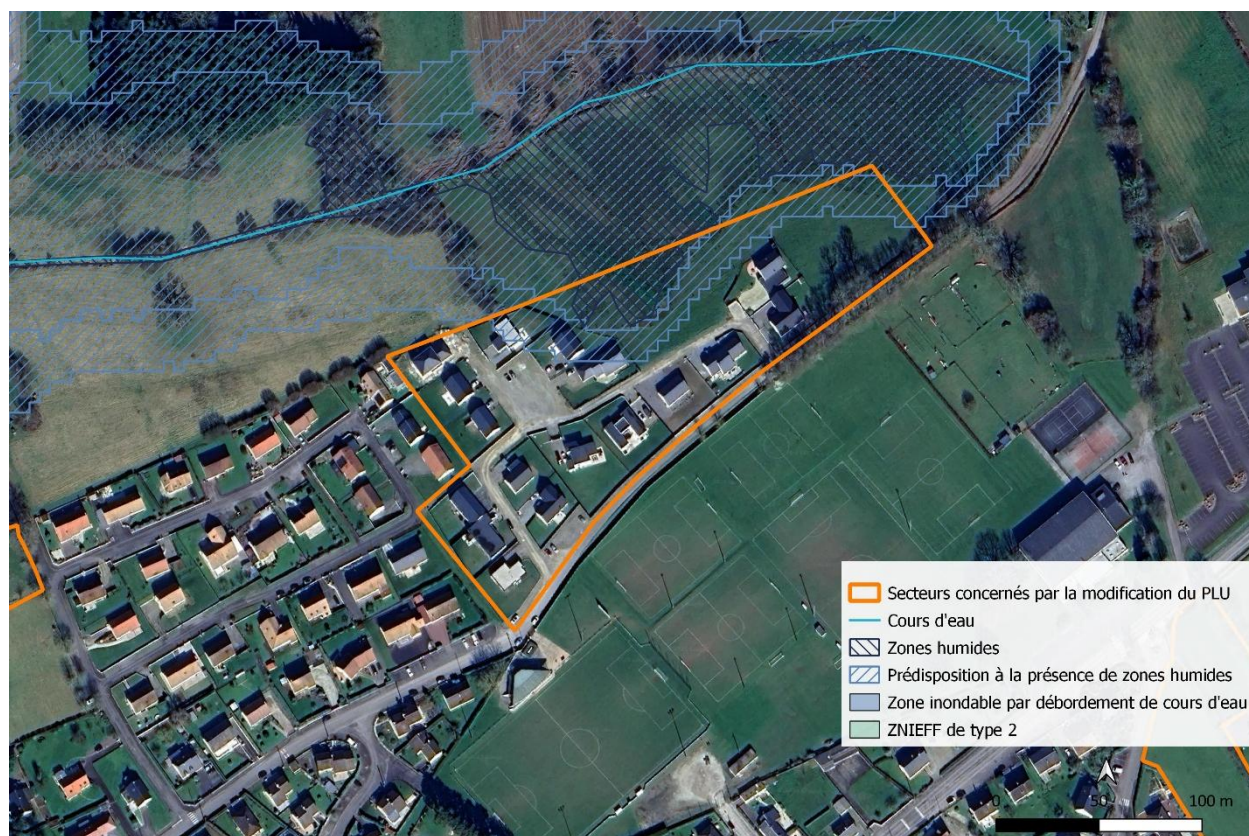 Secteurs concernés par la modification du PLU
Cours d'eau
Zones humides
Prédisposition à la présence de zones humides
Zone inondable par débordement de cours d'eau
ZNIEFF de type 2
0 50 100 m